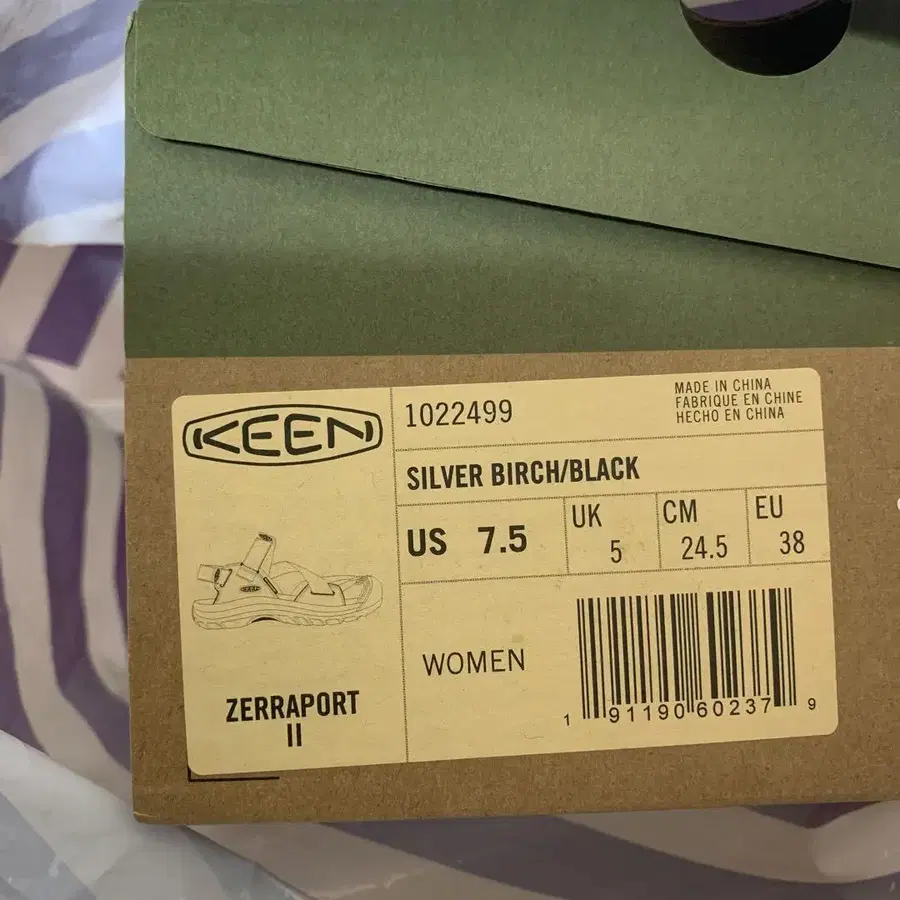 KEEN
1022499
MADE IN CHINA
FABRIQUE EN CHINE
HECHO EN CHINA
SILVER BIRCH/BLACK
US 7.5
UK 5
CM 24.5
EU 38
KEEN
ZERRAPORT
II
WOMEN
1 91190 60237 9